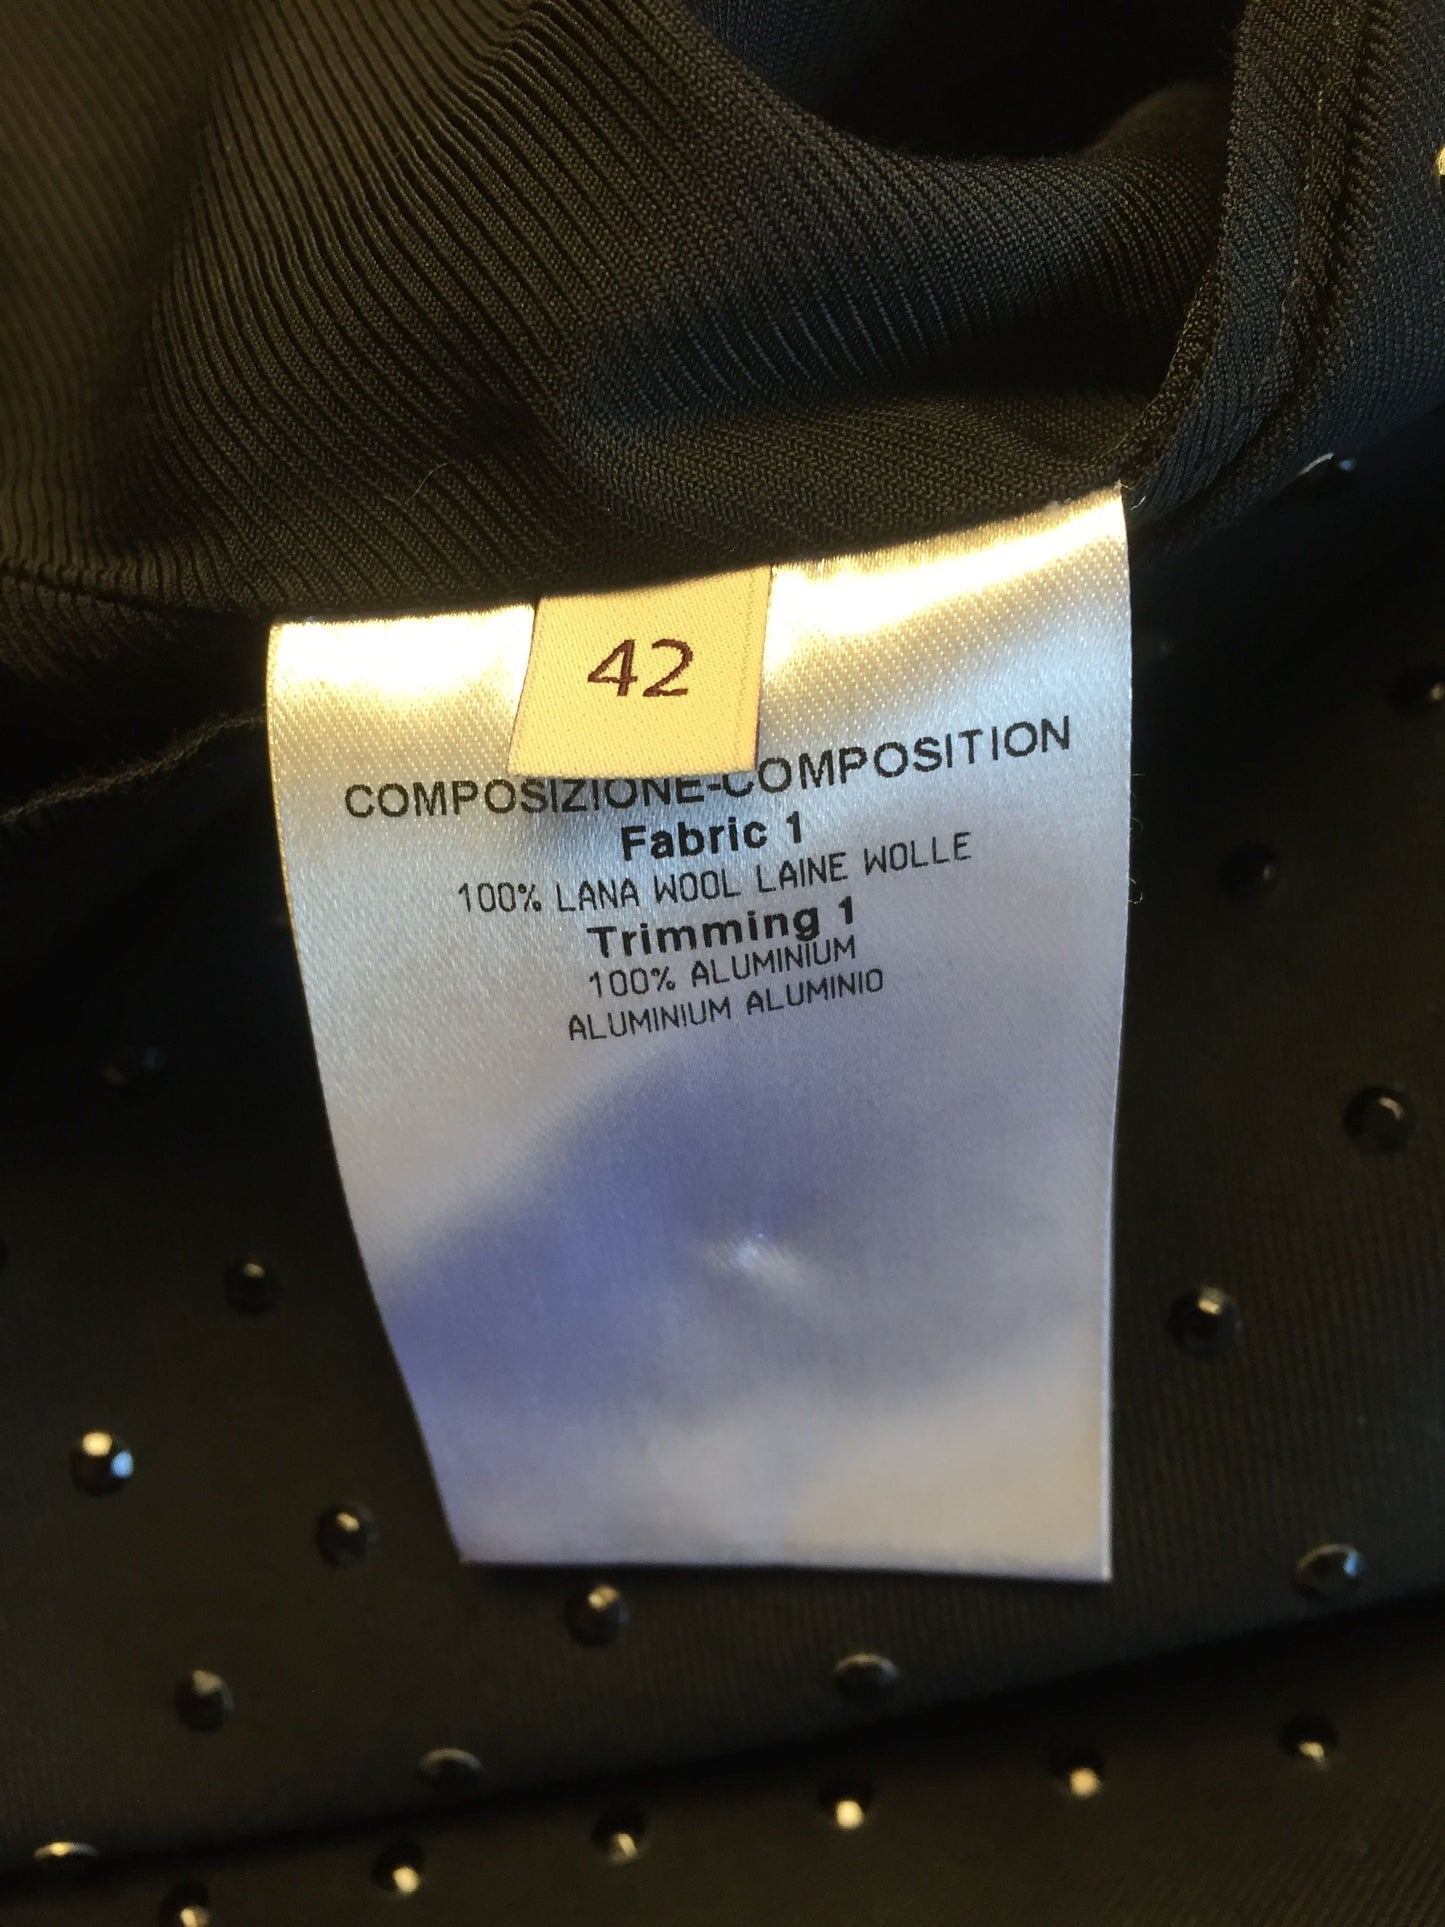 42
COMPOSIZIONE-COMPOSITION
Fabric 1
100% LANA WOOL LAINE WOLLE
Trimming 1
100% ALUMINIUM
ALUMINIUM ALUMINIO